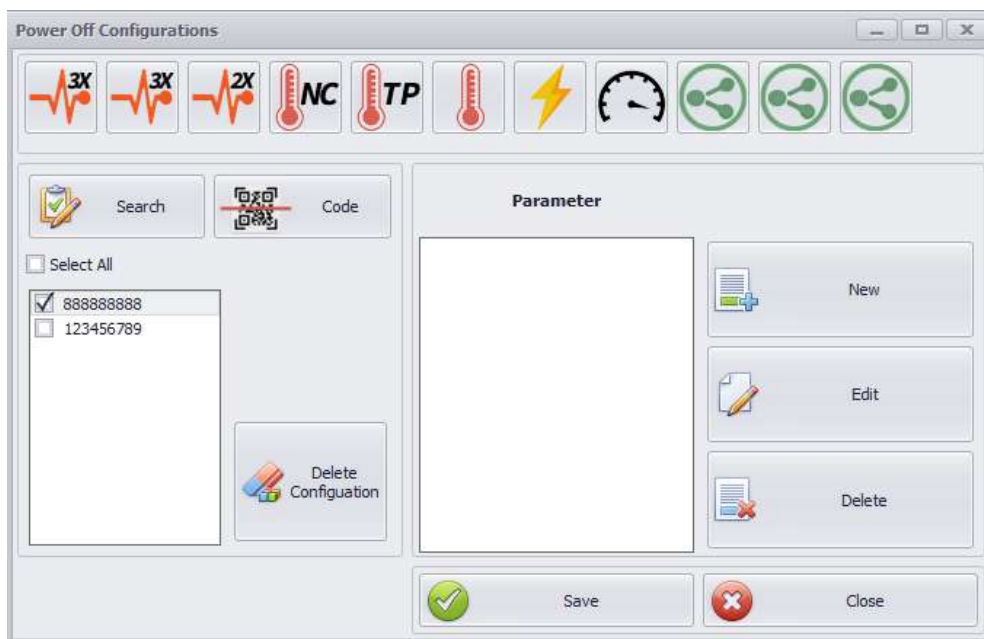 Power Off Configurations
3X
3X
2X
NC
TP
Search
Code
Parameter
Select All
888888888
123456789
New
Edit
Delete
Configuation
Delete
Save
Close